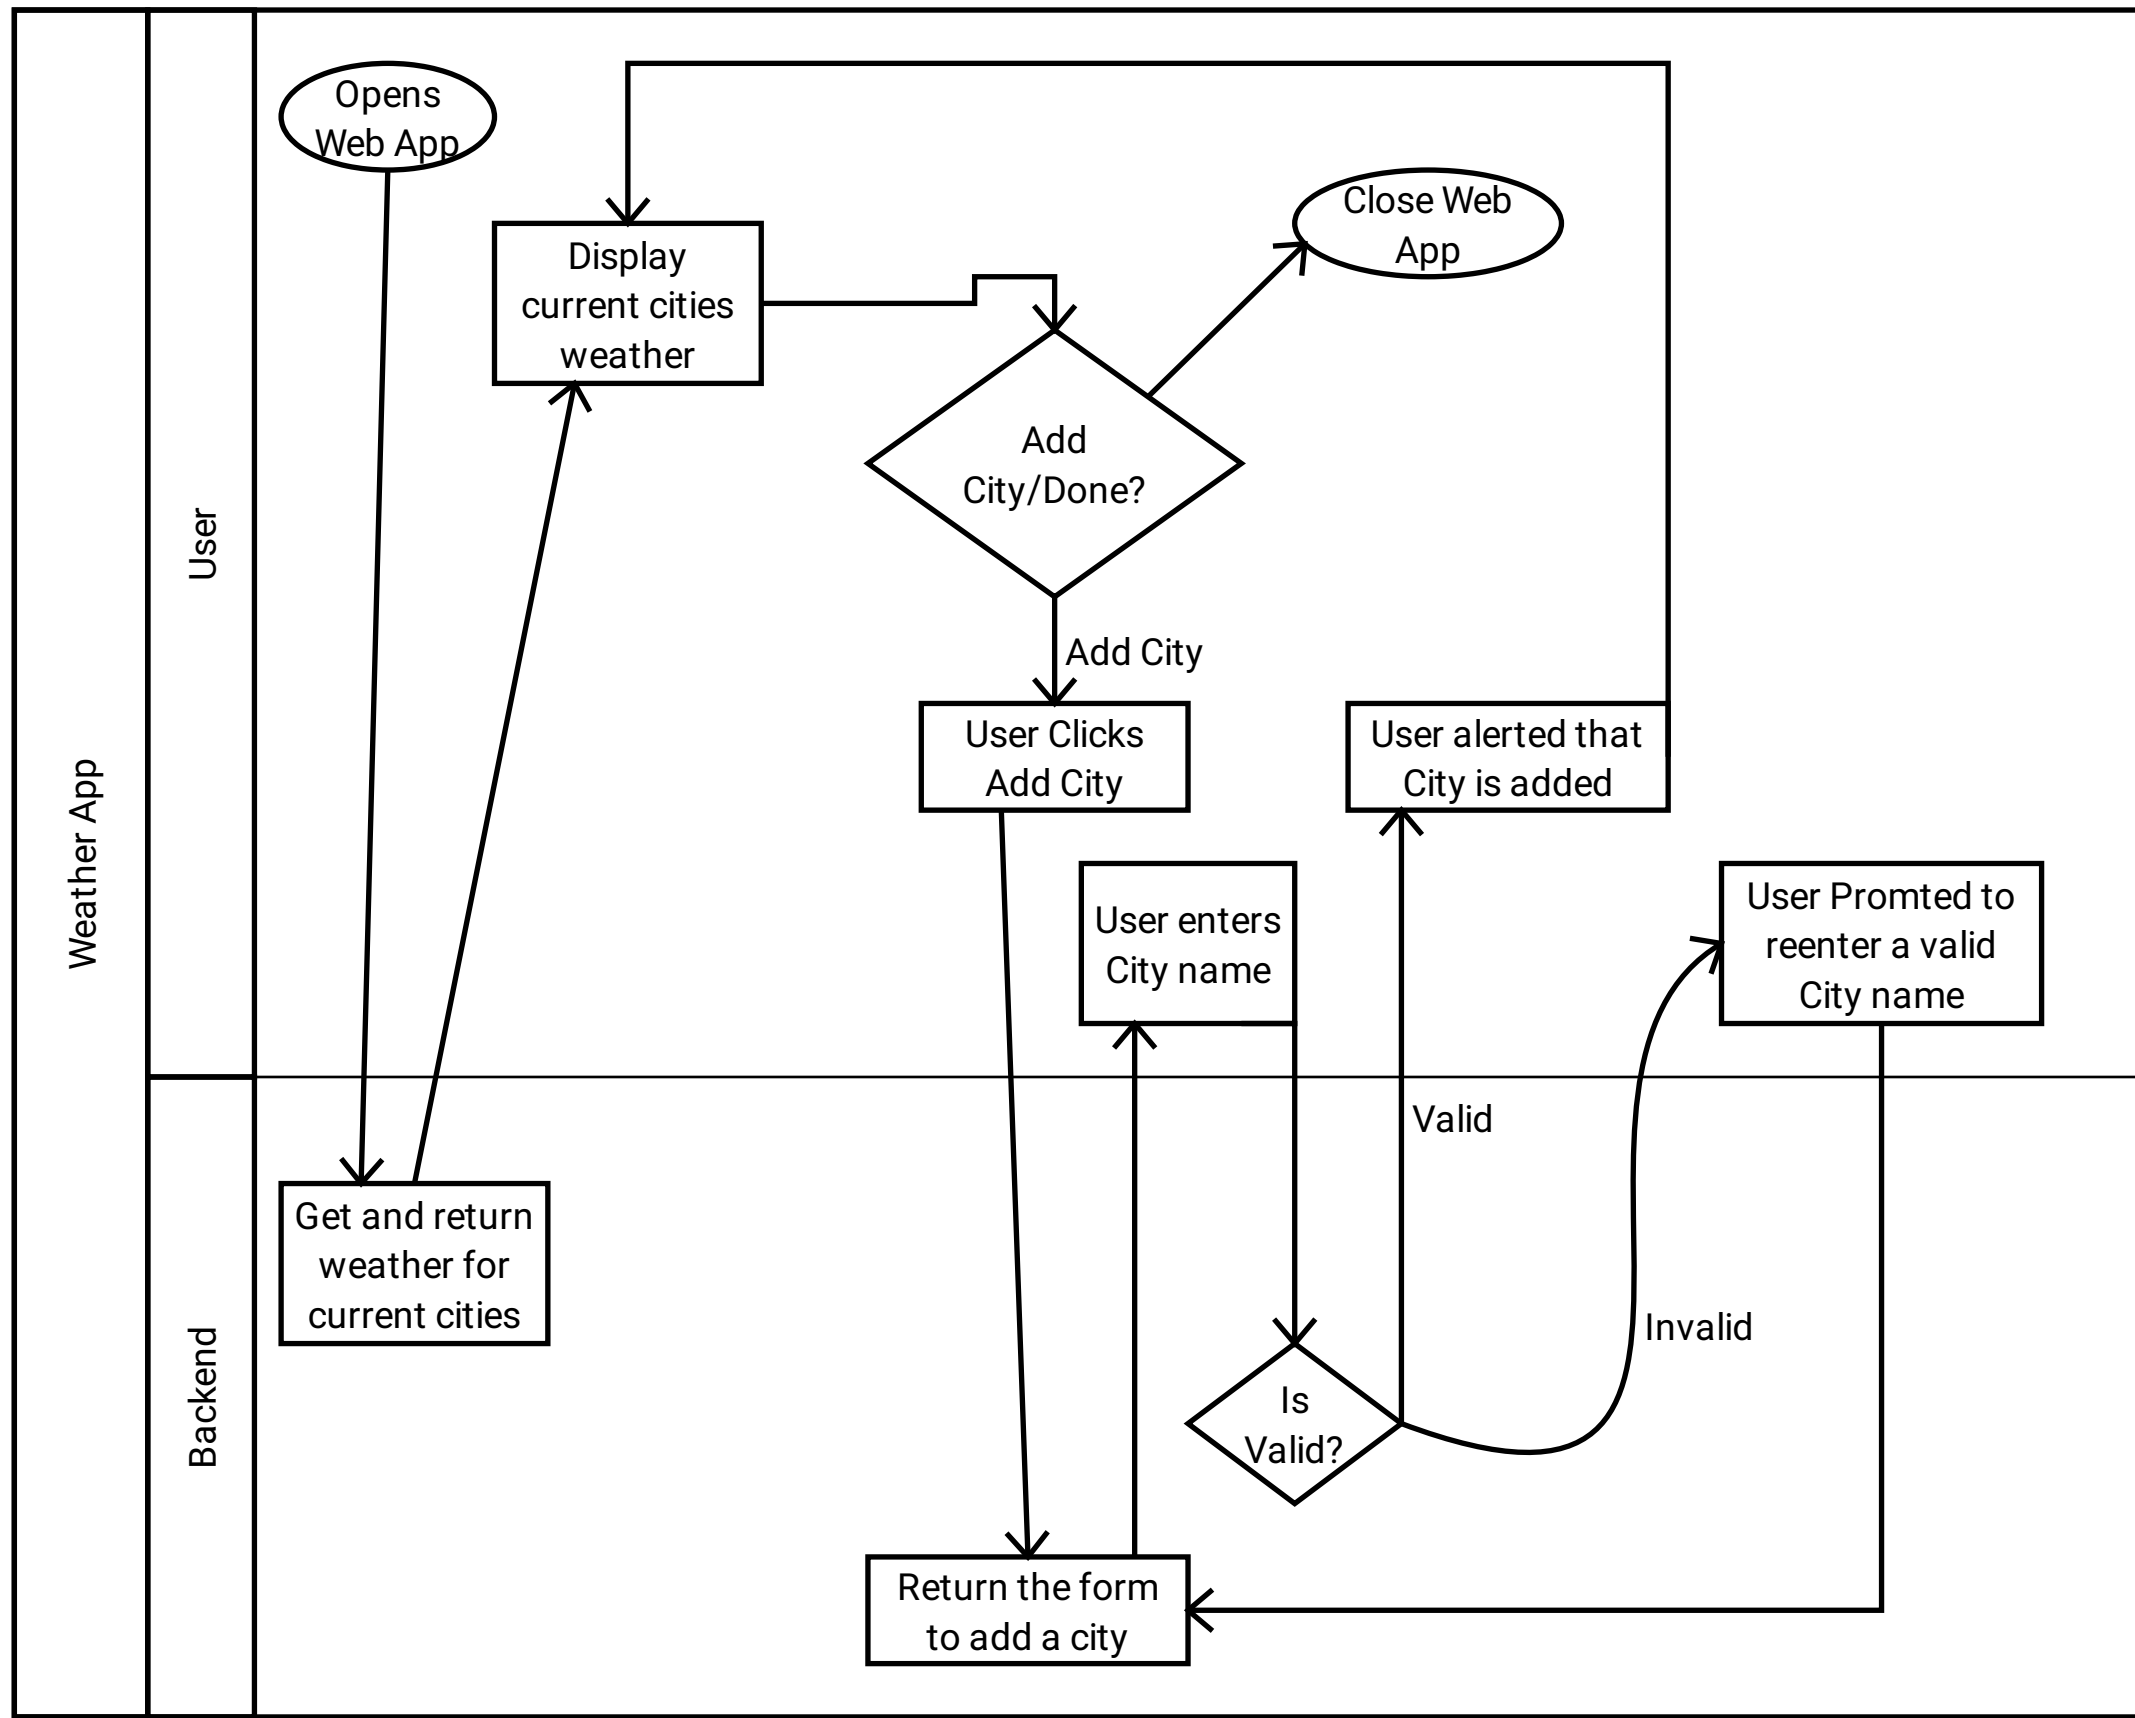 Weather App
User
Backend
Opens
Web App
Display
current cities
weather
Close Web
App
Add
City/Done?
Add City
User Clicks
Add City
User alerted that
City is added
User enters
City name
User Promted to
reenter a valid
City name
Valid
Get and return
weather for
current cities
Invalid
Is
Valid?
Return the form
to add a city